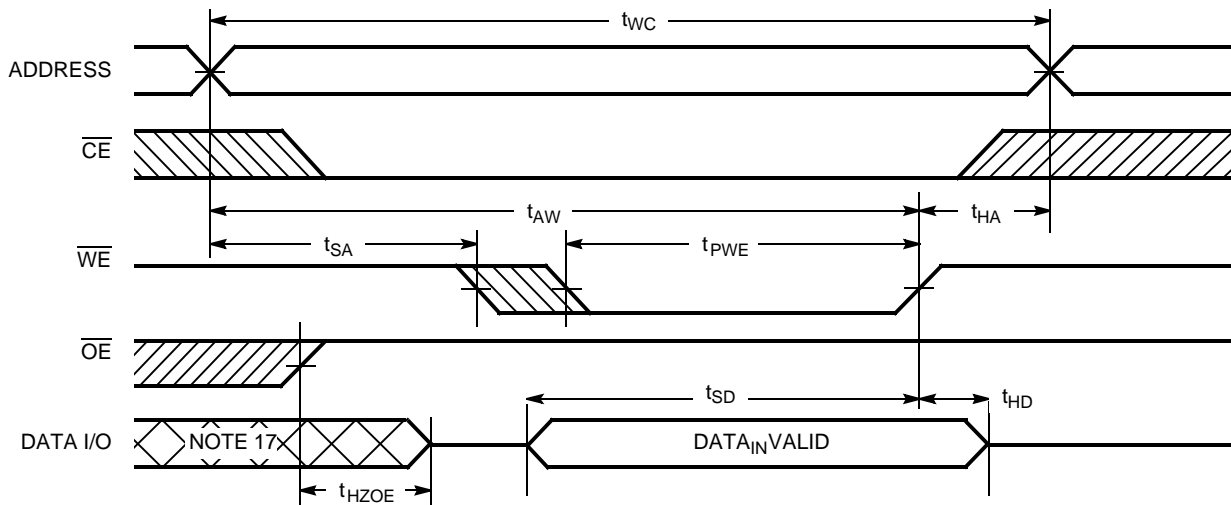 tWC
ADDRESS
CE
tAW
tHA
tSA
tPWE
WE
OE
tSD
tHD
DATA I/O
NOTE 17
DATAINVALID
tHZOE